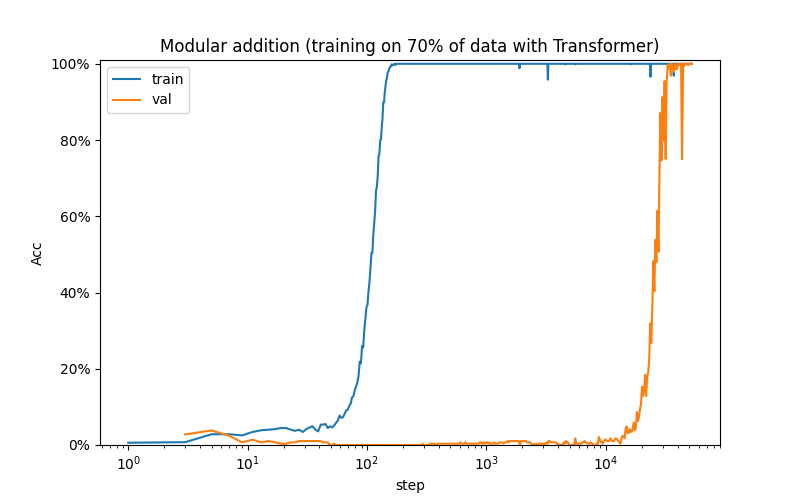 Modular addition (training on 70% of data with Transformer)
100%
80%
60%
40%
20%
0%
Acc
train
val
10⁰
10¹
10²
10³
10⁴
step